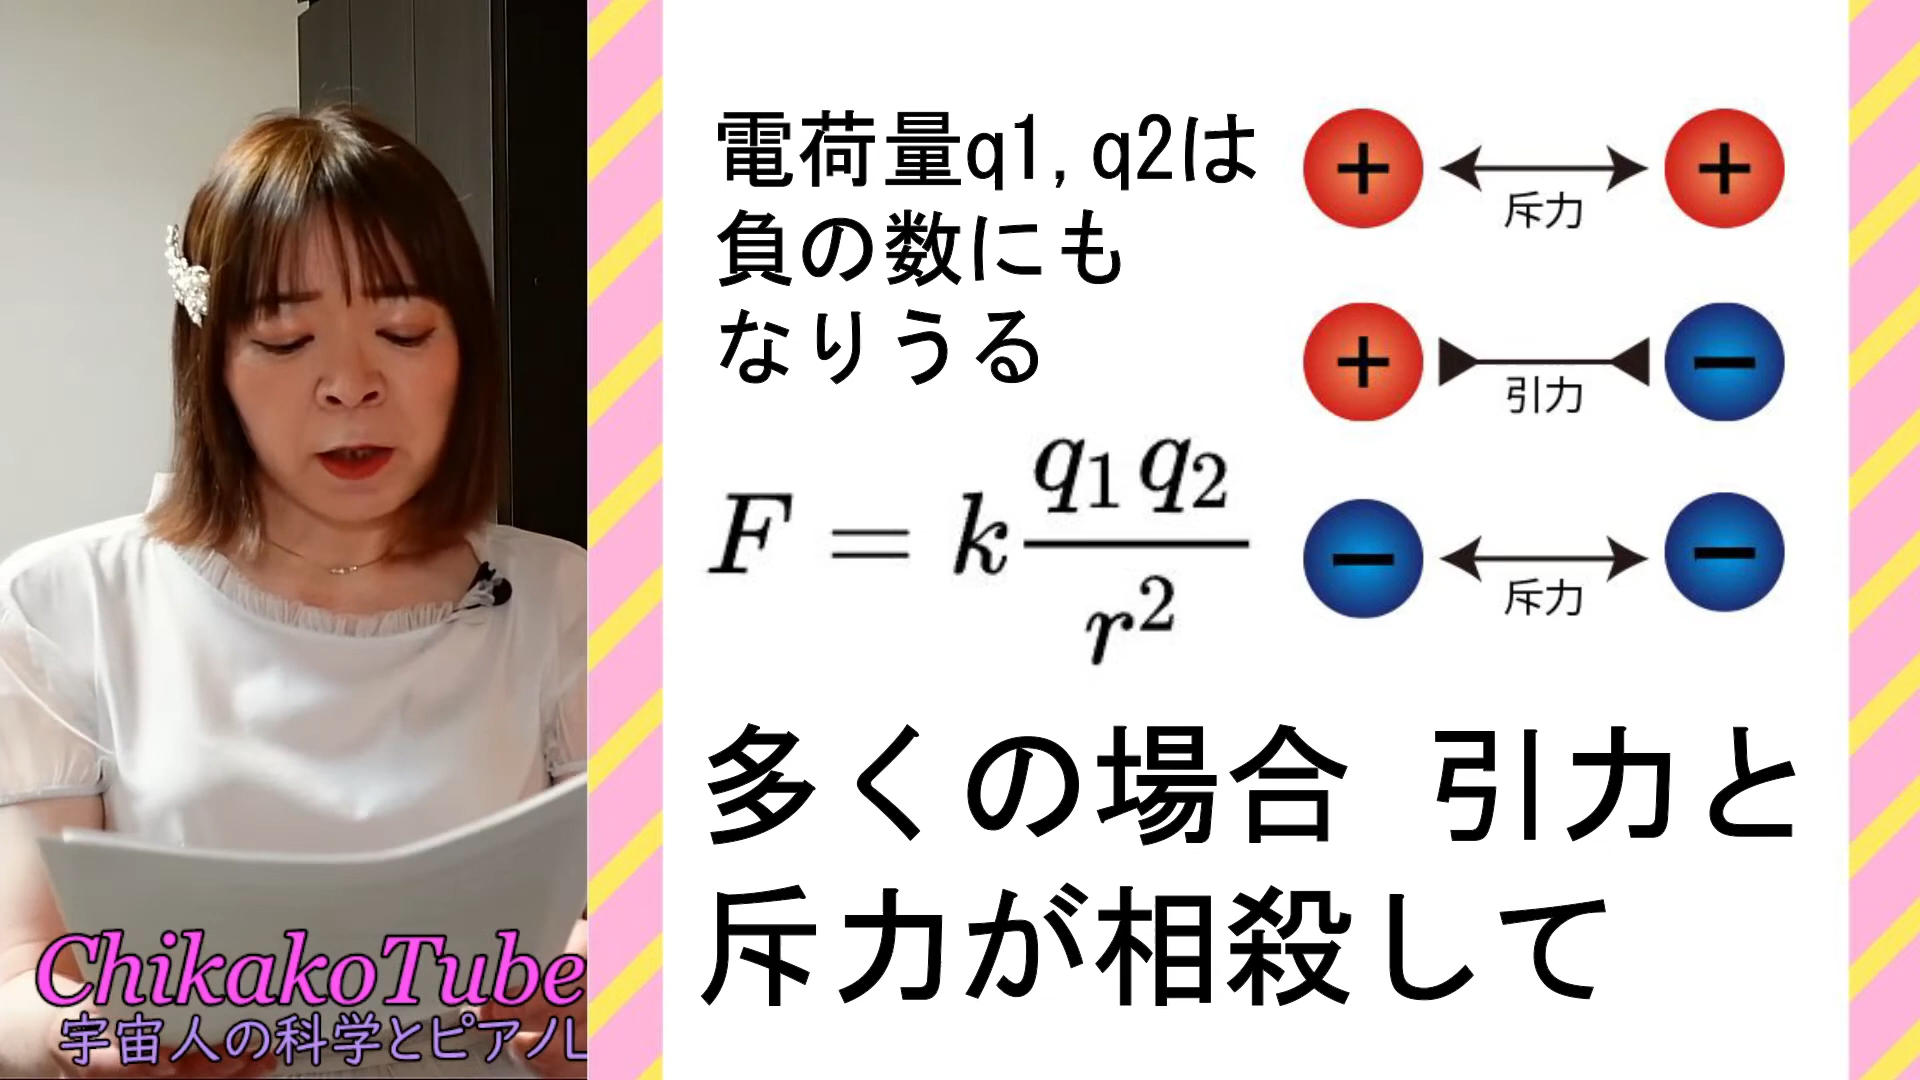 電荷量q1,q2は
負の数にも
なりうる
F = k q₁q₂ / r²
+ + 
斥力
+ −
引力
− −
斥力
多くの場合 引力と
斥力が相殺して
ChikakoTube
宇宙人の科学とピアノ